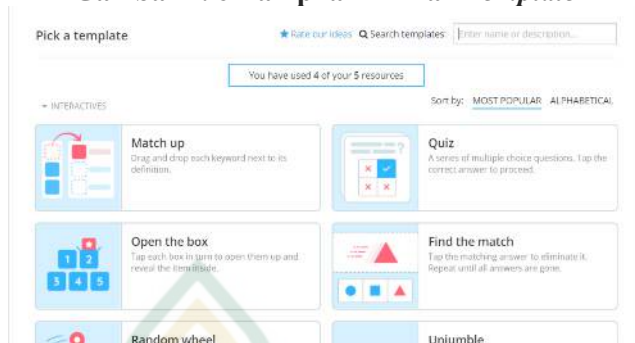 Pick a template
Rate our ideas
Search templates
Enter name or description...
You have used 4 of your 5 resources
INTERACTIVES
Sort by: MOST POPULAR ALPHABETICAL
Match up
Drag and drop each keyword next to its
definition.
Quiz
A series of multiple choice questions. Tap the
correct answer to proceed.
Open the box
Tap each box in turn to open them up and
reveal the item inside.
1 2
3 4 5
Find the match
Tap the matching answer to eliminate it.
Repeat until all answers are gone.
Random wheel
Unjumble